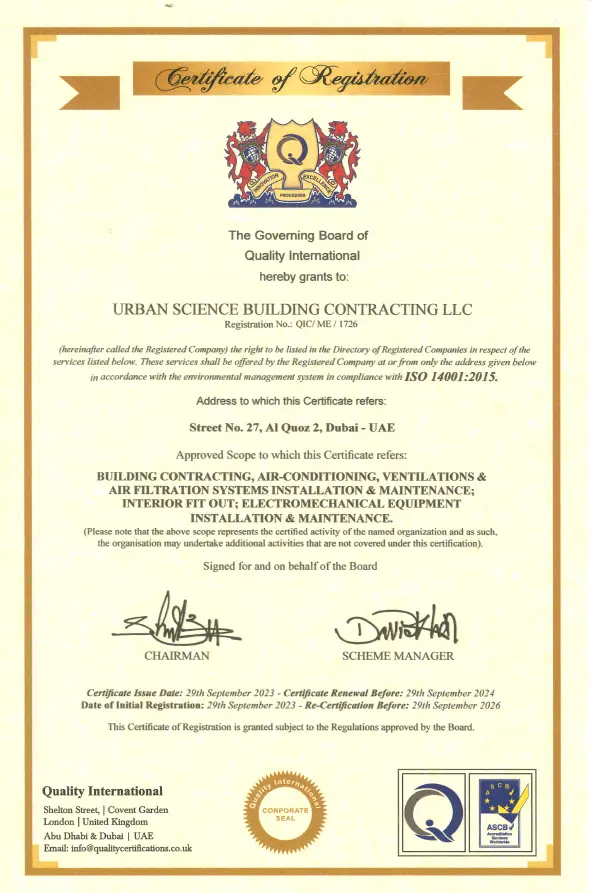 Certificate of Registration
Q
INNOVATION
PROCESSES
EXCELLENCE
The Governing Board of
Quality International
hereby grants to:
URBAN SCIENCE BUILDING CONTRACTING LLC
Registration No.: QIC/ ME / 1726
(hereinafter called the Registered Company) the right to be listed in the Directory of Registered Companies in respect of the
services listed below. These services shall be offered by the Registered Company at or from only the address given below
in accordance with the environmental management system in compliance with ISO 14001:2015.
Address to which this Certificate refers:
Street No. 27, Al Quoz 2, Dubai - UAE
Approved Scope to which this Certificate refers:
BUILDING CONTRACTING, AIR-CONDITIONING, VENTILATIONS &
AIR FILTRATION SYSTEMS INSTALLATION & MAINTENANCE;
INTERIOR FIT OUT; ELECTROMECHANICAL EQUIPMENT
INSTALLATION & MAINTENANCE.
(Please note that the above scope represents the certified activity of the named organization and as such,
the organisation may undertake additional activities that are not covered under this certification).
Signed for and on behalf of the Board
CHAIRMAN
SCHEME MANAGER
Certificate Issue Date: 29th September 2023 - Certificate Renewal Before: 29th September 2024
Date of Initial Registration: 29th September 2023 - Re-Certification Before: 29th September 2026
This Certificate of Registration is granted subject to the Regulations approved by the Board.
Quality International
Shelton Street, | Covent Garden
London | United Kingdom
Abu Dhabi & Dubai | UAE
Email: info@qualitycertifications.co.uk
Quality International
CORPORATE
SEAL
Q
ASCB
ASCB
Accreditation
Services
Worldwide